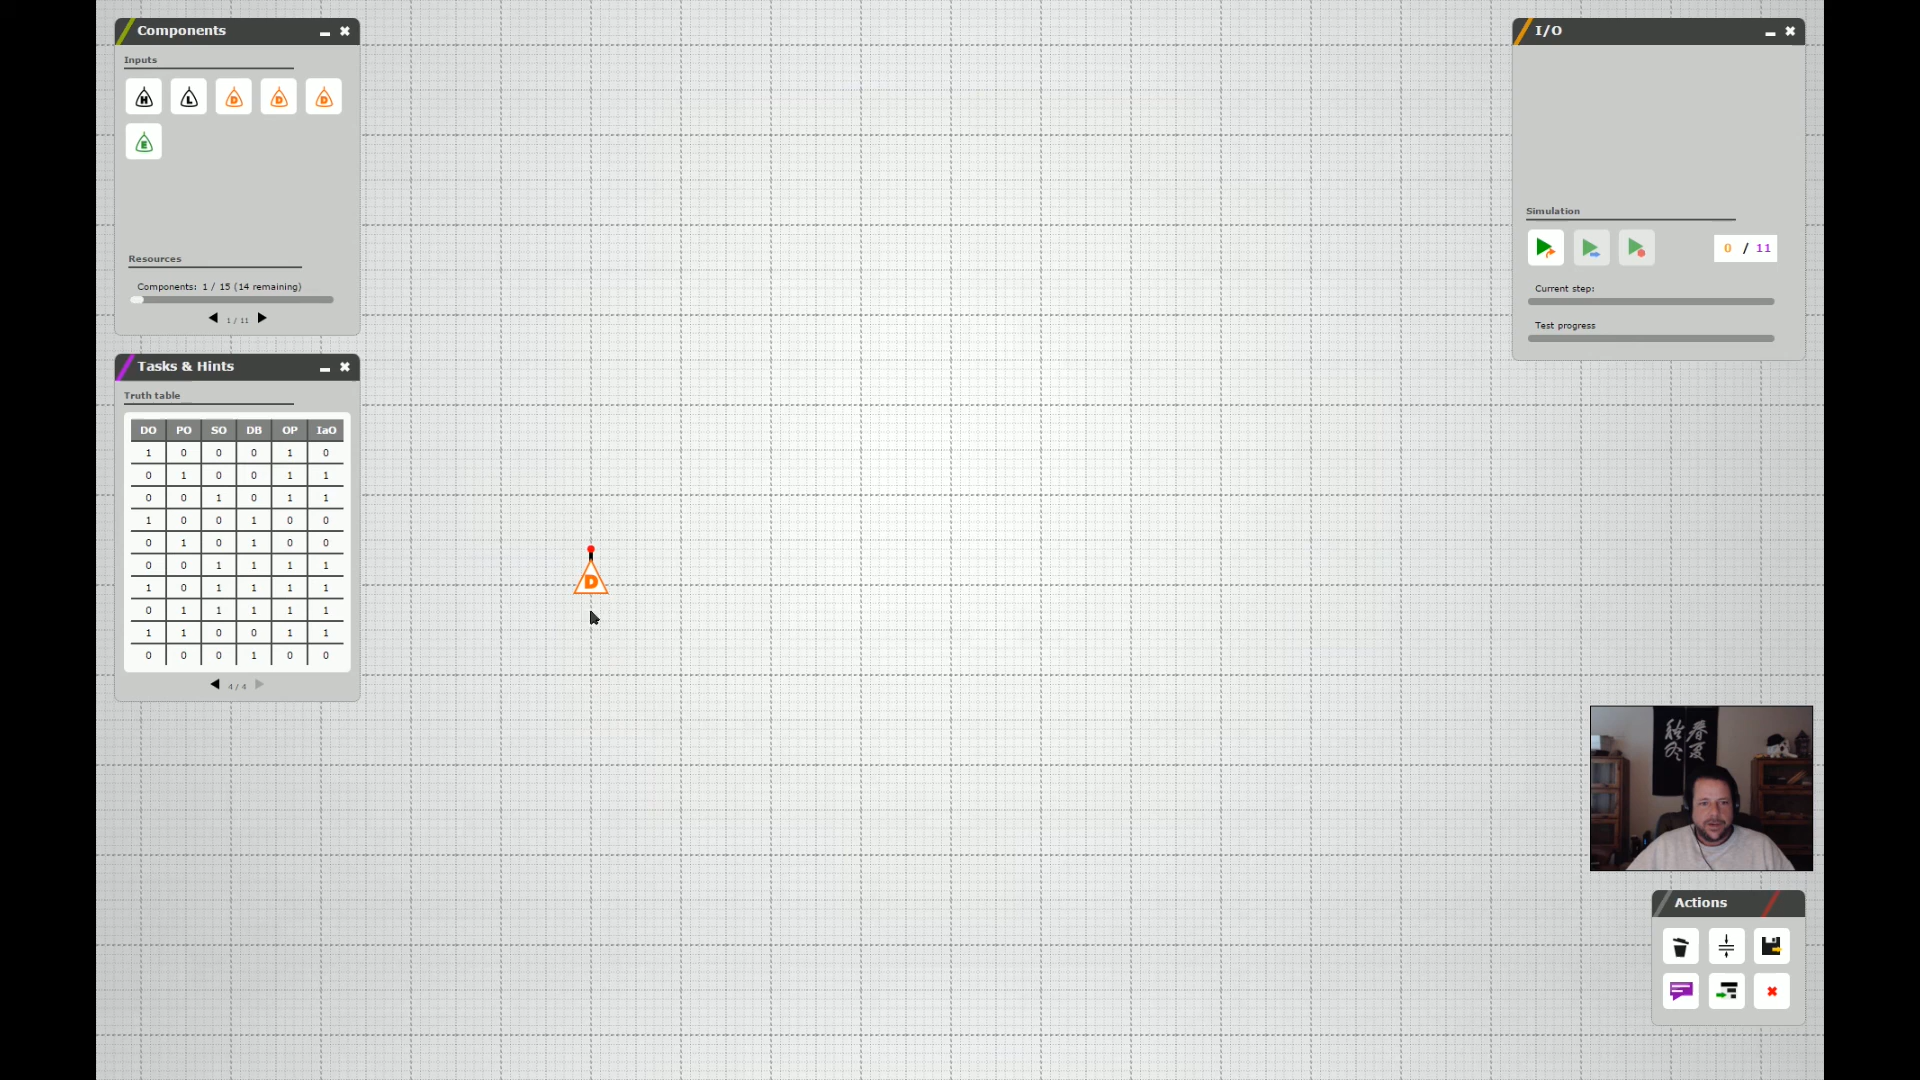 Components
Inputs
H L D D D
E
Resources
Components: 1 / 15 (14 remaining)
1 / 11
Tasks & Hints
Truth table
DO PO SO DB OP IaO
1 0 0 0 1 0
0 1 0 0 1 1
0 0 1 0 1 1
1 0 0 1 0 0
0 1 0 1 0 0
0 0 1 1 1 1
1 0 1 1 1 1
0 1 1 1 1 1
1 1 0 0 1 1
0 0 0 1 0 0
4 / 4
D
I/O
Simulation
0 / 11
Current step:
Test progress
春夏
秋冬
Actions